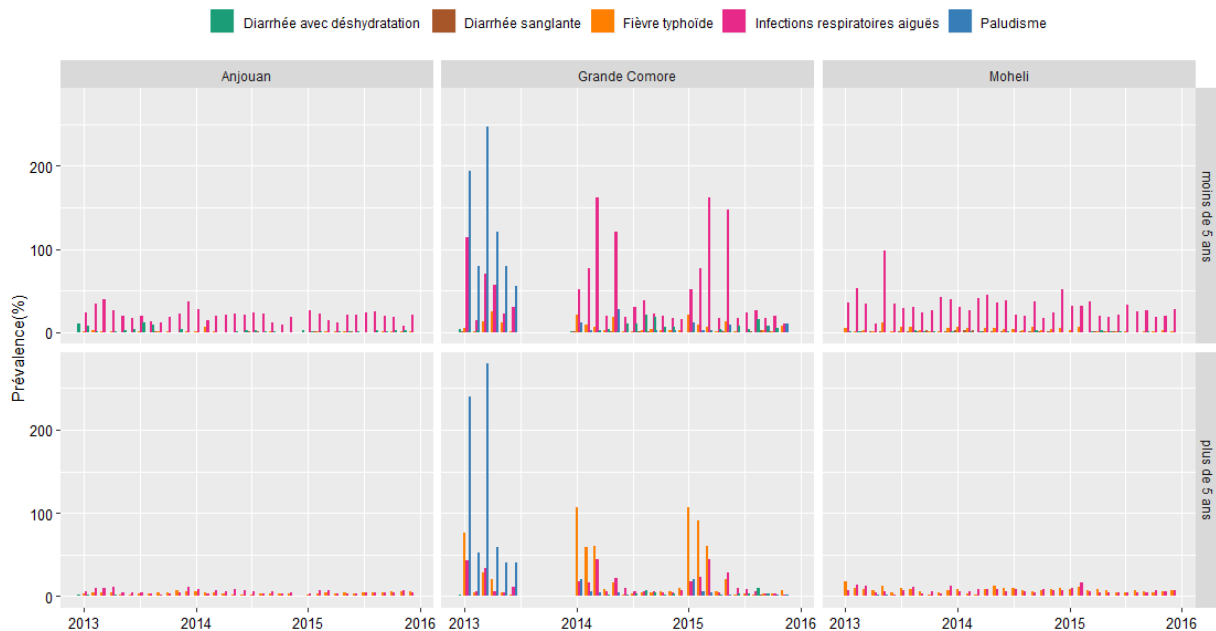 Diarrhée avec déshydratation Diarrhée sanglante Fièvre typhoïde Infections respiratoires aiguës Paludisme
Anjouan Grande Comore Moheli
Prévalence(%)
200
100
0
moins de 5 ans
200
100
0
plus de 5 ans
2013 2014 2015 2016 2013 2014 2015 2016 2013 2014 2015 2016